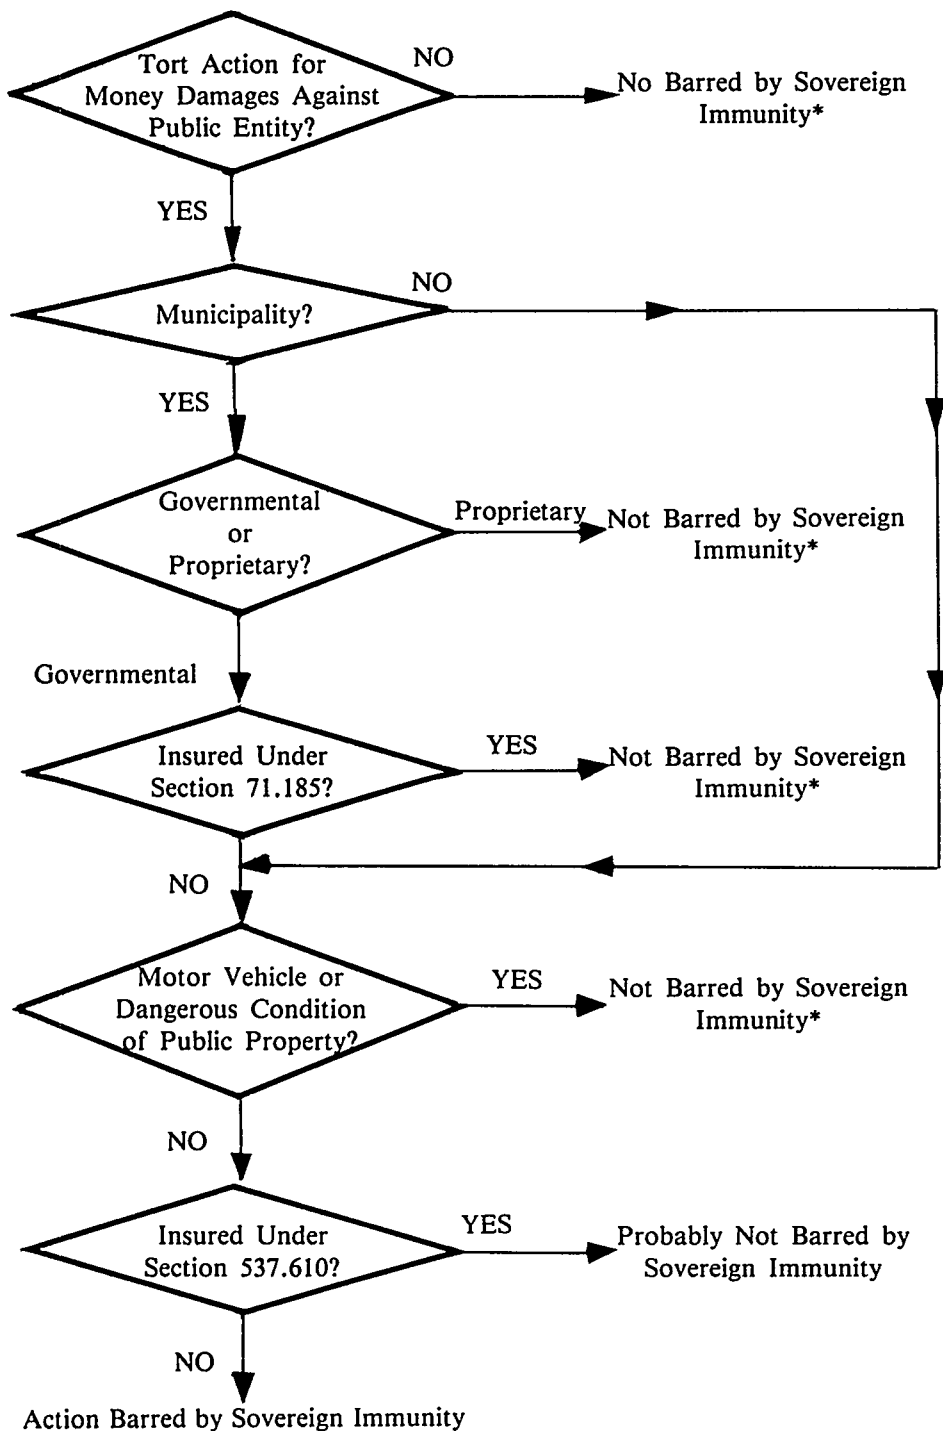 Tort Action for
Money Damages Against
Public Entity?
NO
No Barred by Sovereign
Immunity*
YES
Municipality?
NO
YES
Governmental
or
Proprietary?
Proprietary
Not Barred by Sovereign
Immunity*
Governmental
Insured Under
Section 71.185?
YES
Not Barred by Sovereign
Immunity*
NO
Motor Vehicle or
Dangerous Condition
of Public Property?
YES
Not Barred by Sovereign
Immunity*
NO
Insured Under
Section 537.610?
YES
Probably Not Barred by
Sovereign Immunity
NO
Action Barred by Sovereign Immunity